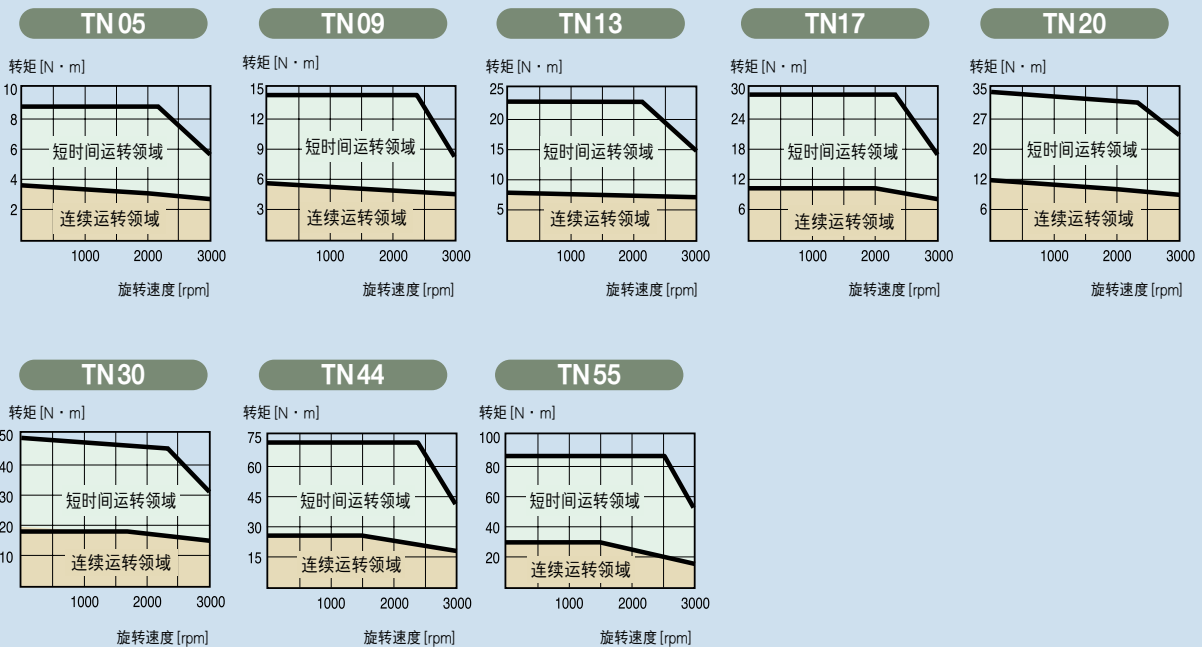 TN05
转矩 [N・m]
10
8
6
4
2
短时间运转领域
连续运转领域
1000 2000 3000
旋转速度 [rpm]
TN09
转矩 [N・m]
15
12
9
6
3
短时间运转领域
连续运转领域
1000 2000 3000
旋转速度 [rpm]
TN13
转矩 [N・m]
25
20
15
10
5
短时间运转领域
连续运转领域
1000 2000 3000
旋转速度 [rpm]
TN17
转矩 [N・m]
30
24
18
12
6
短时间运转领域
连续运转领域
1000 2000 3000
旋转速度 [rpm]
TN20
转矩 [N・m]
35
27
20
12
6
短时间运转领域
连续运转领域
1000 2000 3000
旋转速度 [rpm]
TN30
转矩 [N・m]
50
40
30
20
10
短时间运转领域
连续运转领域
1000 2000 3000
旋转速度 [rpm]
TN44
转矩 [N・m]
75
60
45
30
15
短时间运转领域
连续运转领域
1000 2000 3000
旋转速度 [rpm]
TN55
转矩 [N・m]
100
80
60
40
20
短时间运转领域
连续运转领域
1000 2000 3000
旋转速度 [rpm]